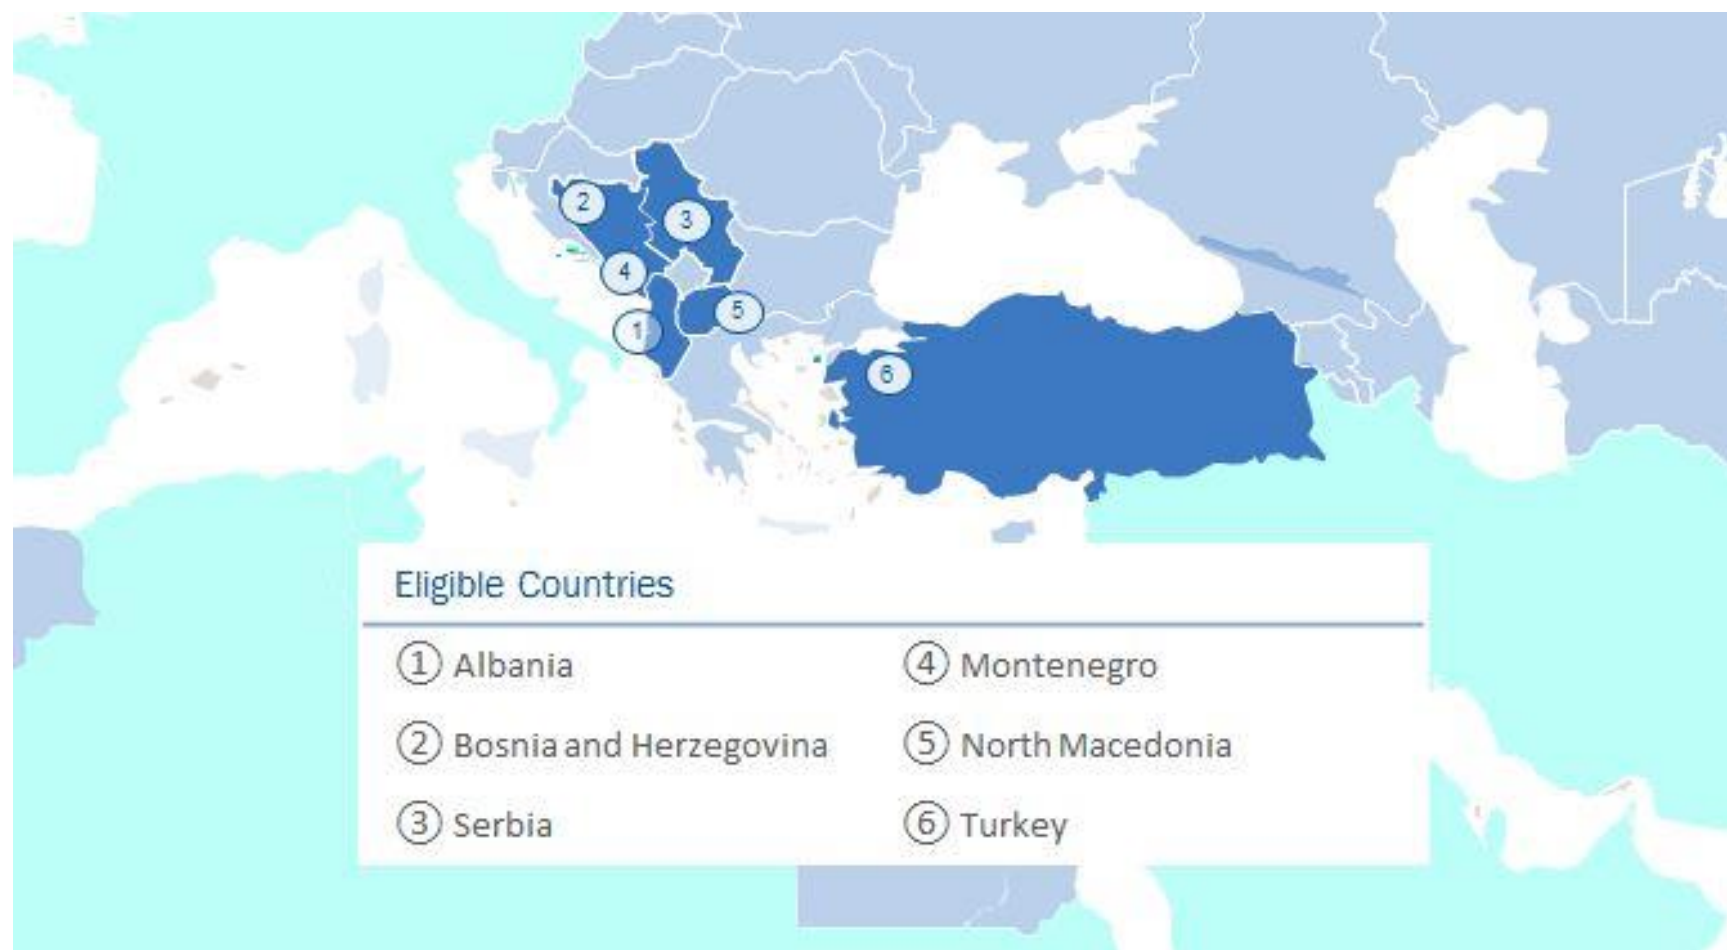 2
3
4
5
1
6
Eligible Countries
① Albania
② Bosnia and Herzegovina
③ Serbia
④ Montenegro
⑤ North Macedonia
⑥ Turkey